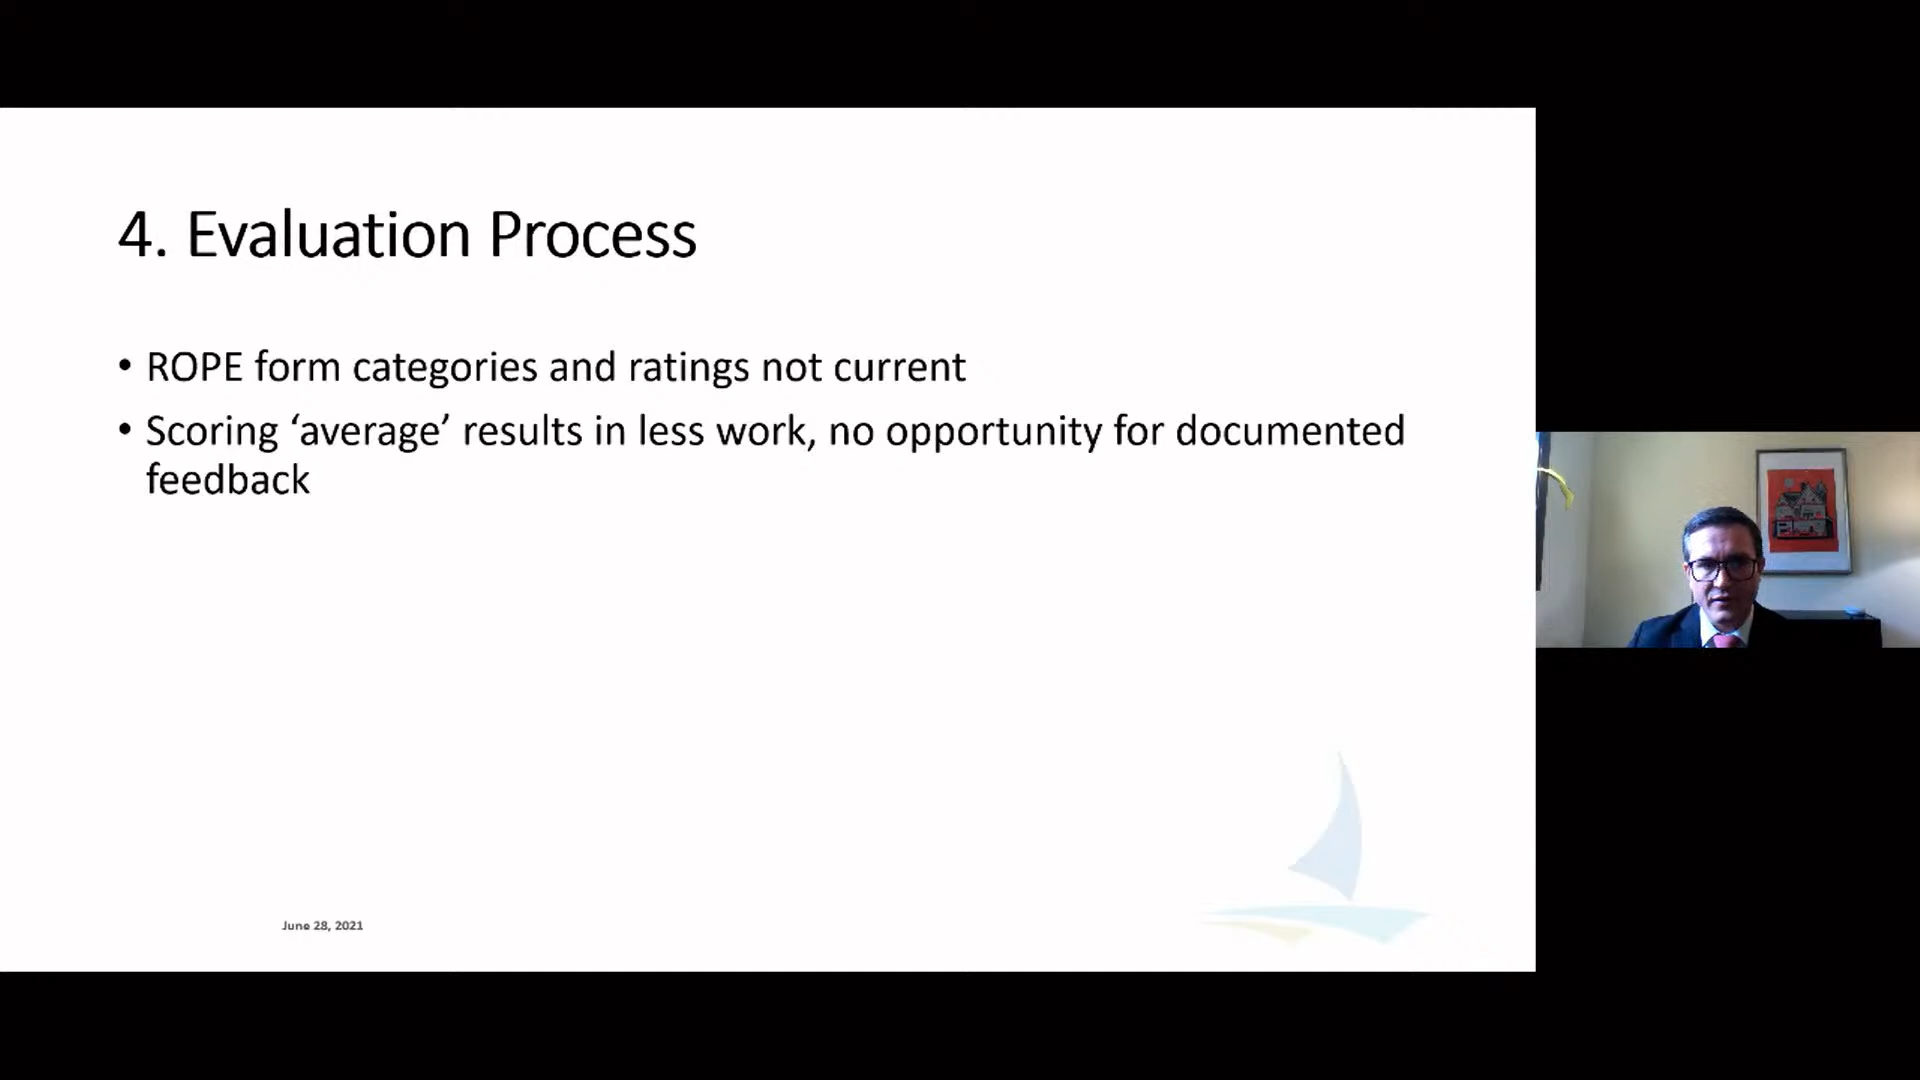 4. Evaluation Process
• ROPE form categories and ratings not current
• Scoring ‘average’ results in less work, no opportunity for documented
feedback
June 28, 2021